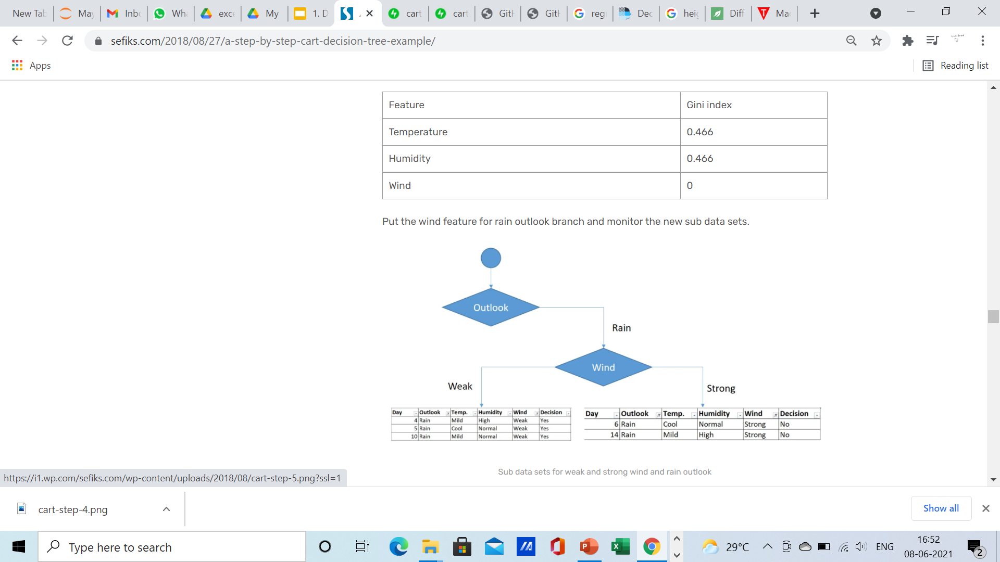 New Tab May Inbo Wha exce My 1. D cart cart Gith Gith reg Dec heig Diff Ma
sefiks.com/2018/08/27/a-step-by-step-cart-decision-tree-example/
Apps Reading list
Feature Gini index
Temperature 0.466
Humidity 0.466
Wind 0
Put the wind feature for rain outlook branch and monitor the new sub data sets.
Outlook
Rain
Wind
Weak
Strong
Day Outlook Temp. Humidity Wind Decision
4 Rain Mild High Weak Yes
5 Rain Cool Normal Weak Yes
10 Rain Mild Normal Weak Yes
Day Outlook Temp. Humidity Wind Decision
6 Rain Cool Normal Strong No
14 Rain Mild High Strong No
Sub data sets for weak and strong wind and rain outlook
https://i1.wp.com/sefiks.com/wp-content/uploads/2018/08/cart-step-5.png?ssl=1
cart-step-4.png Show all
Type here to search 29°C ENG 16:52
08-06-2021 2